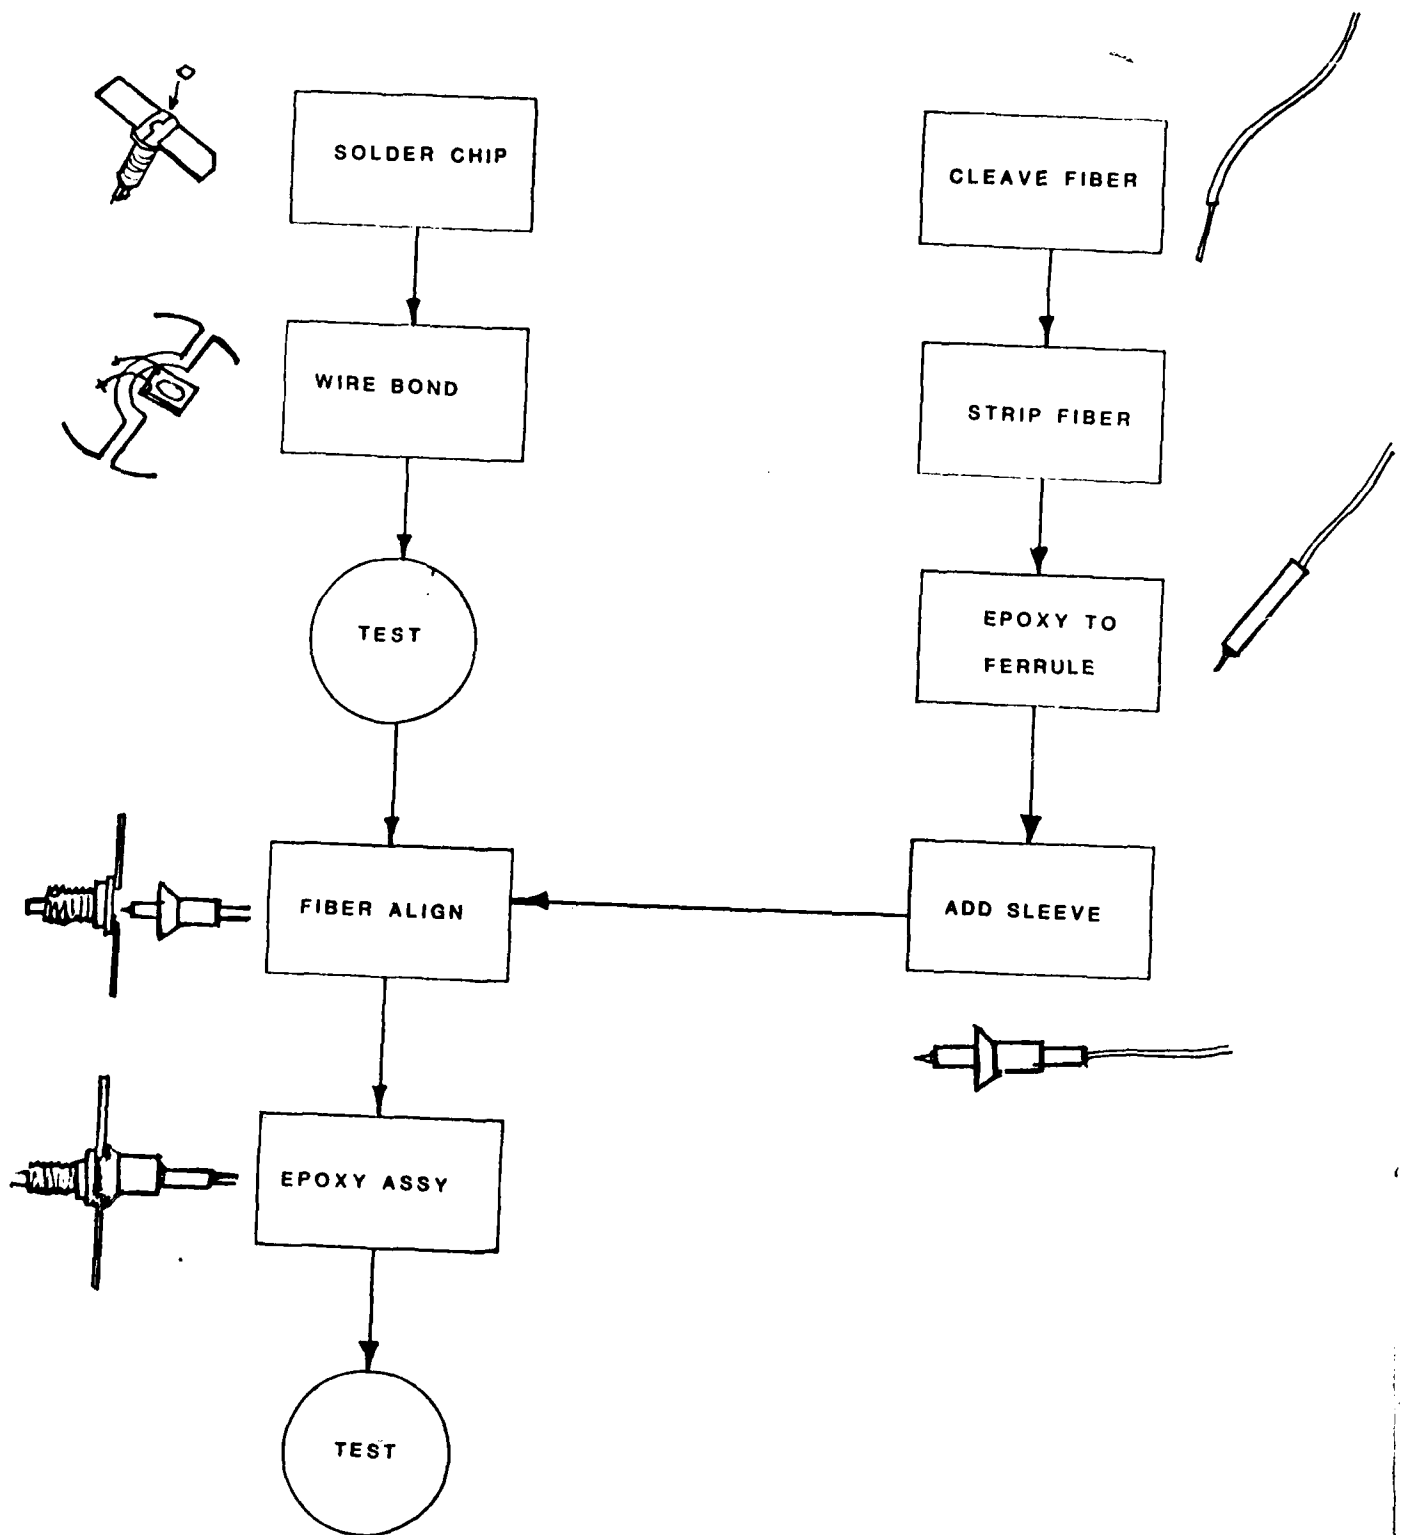 SOLDER CHIP
WIRE BOND
TEST
FIBER ALIGN
EPOXY ASSY
TEST
CLEAVE FIBER
STRIP FIBER
EPOXY TO
FERRULE
ADD SLEEVE